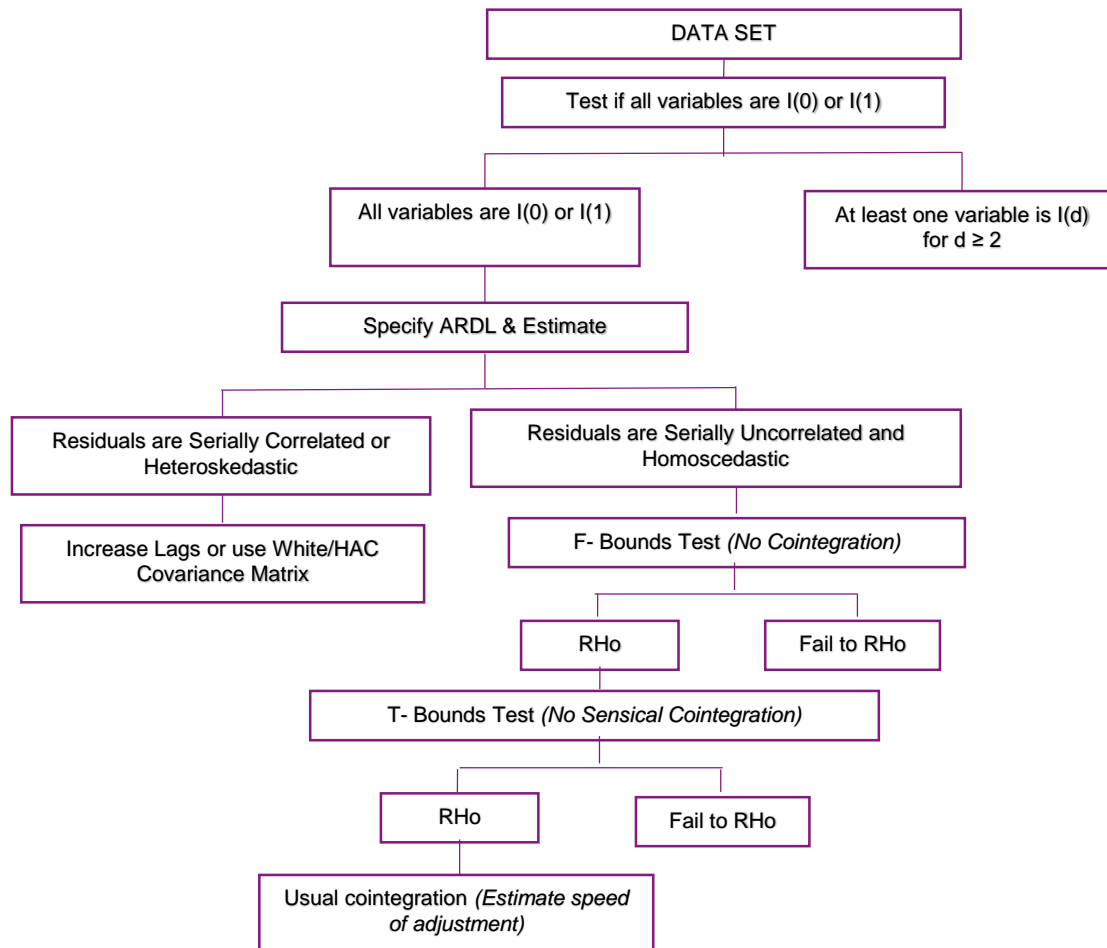 DATA SET
Test if all variables are I(0) or I(1)
All variables are I(0) or I(1)
At least one variable is I(d)
for d ≥ 2
Specify ARDL & Estimate
Residuals are Serially Correlated or
Heteroskedastic
Residuals are Serially Uncorrelated and
Homoscedastic
Increase Lags or use White/HAC
Covariance Matrix
F- Bounds Test (No Cointegration)
RHo
Fail to RHo
T- Bounds Test (No Sensical Cointegration)
RHo
Fail to RHo
Usual cointegration (Estimate speed
of adjustment)